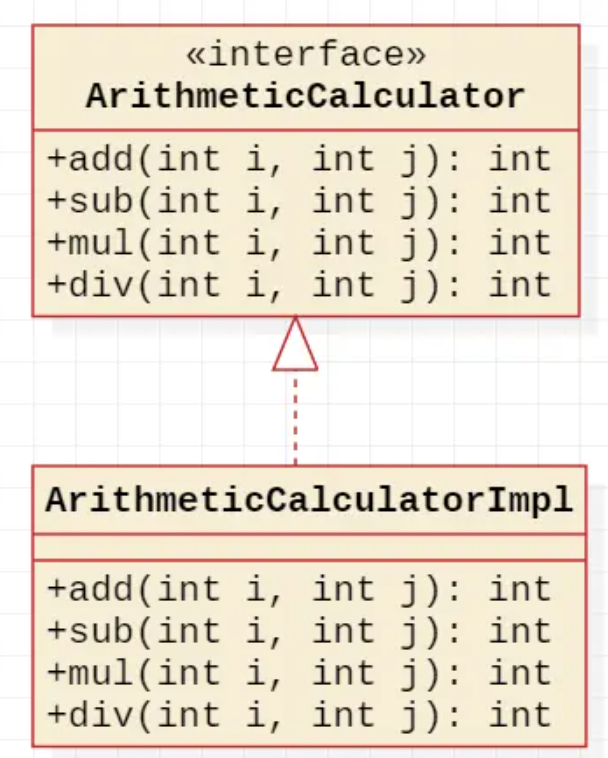 «interface»
ArithmeticCalculator
+add(int i, int j): int
+sub(int i, int j): int
+mul(int i, int j): int
+div(int i, int j): int
ArithmeticCalculatorImpl
+add(int i, int j): int
+sub(int i, int j): int
+mul(int i, int j): int
+div(int i, int j): int